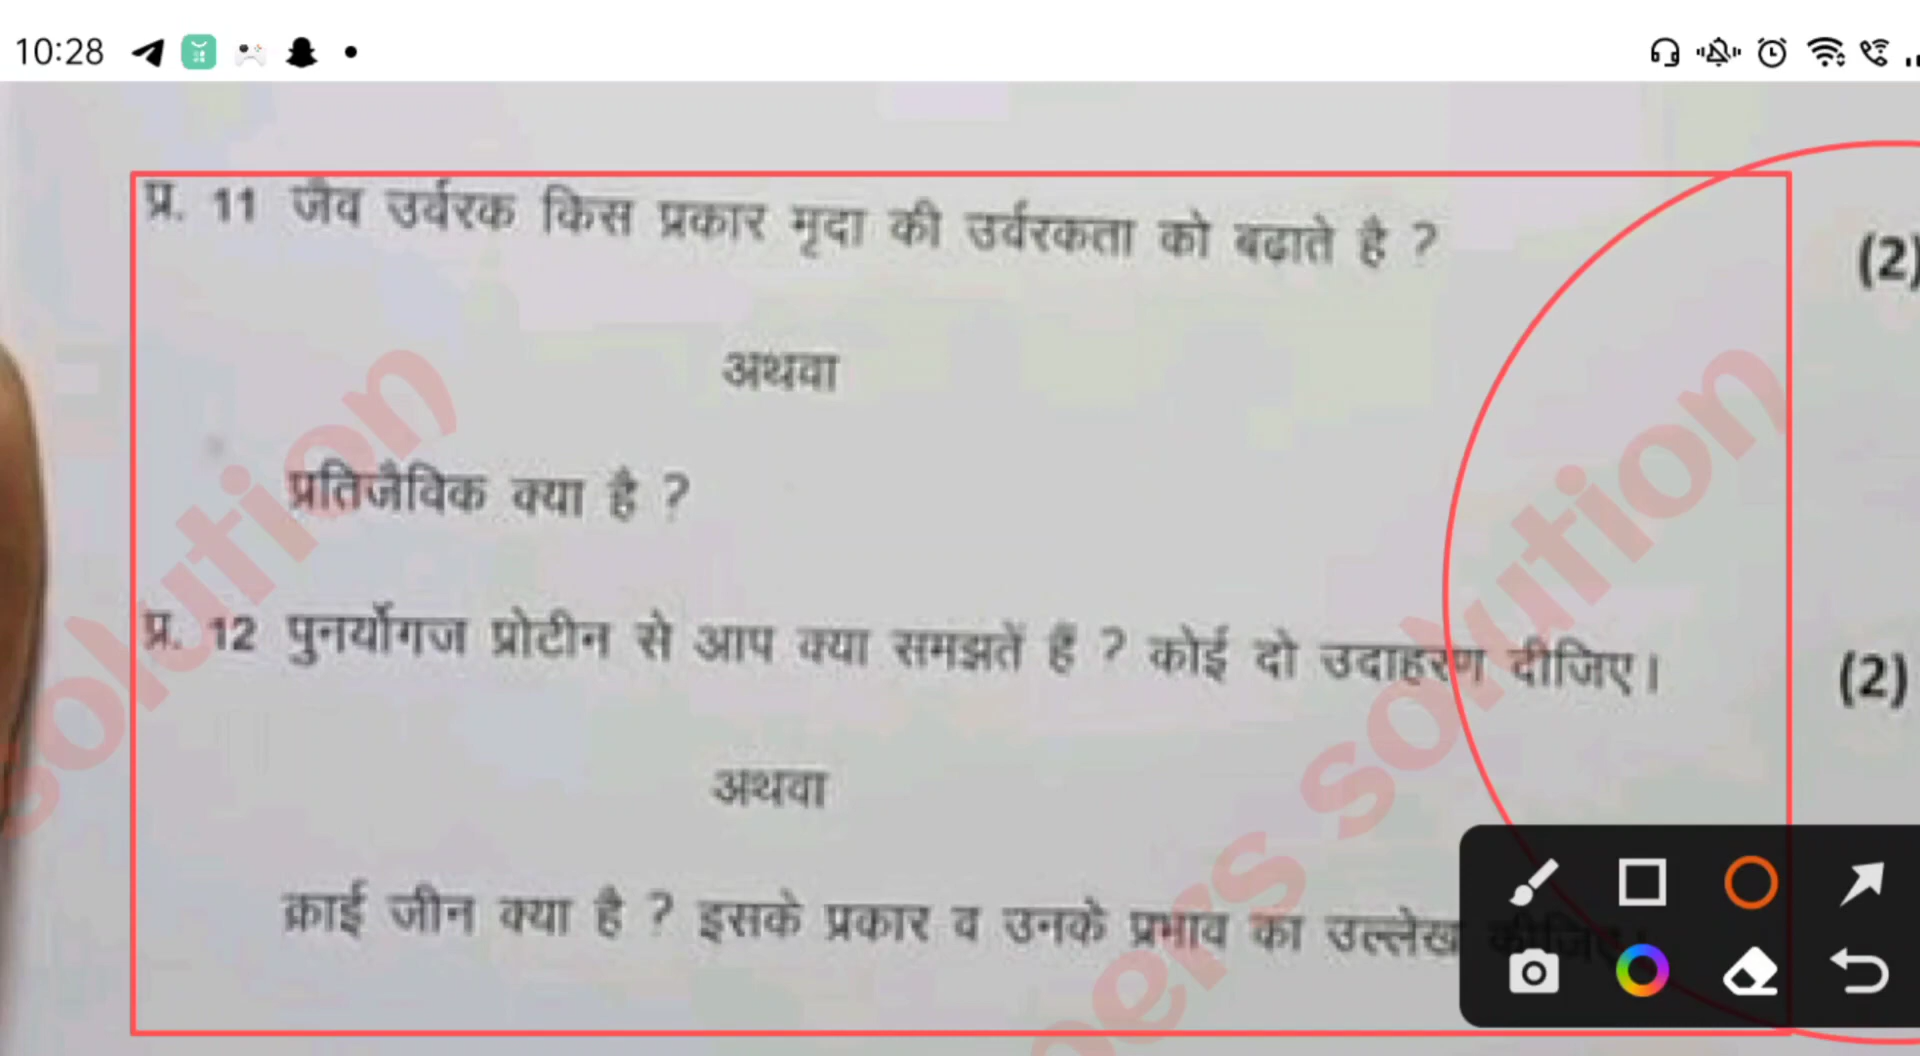 10:28
प्र. 11 जैव उर्वरक किस प्रकार मृदा की उर्वरकता को बढाते है ? (2)
अथवा
प्रतिजैविक क्या है ?
प्र. 12 पुनर्योगज प्रोटीन से आप क्या समझतें हैं ? कोई दो उदाहरण दीजिए। (2)
अथवा
क्राई जीन क्या है ? इसके प्रकार व उनके प्रभाव का उल्लेख कीजिए।
solution
pers solution